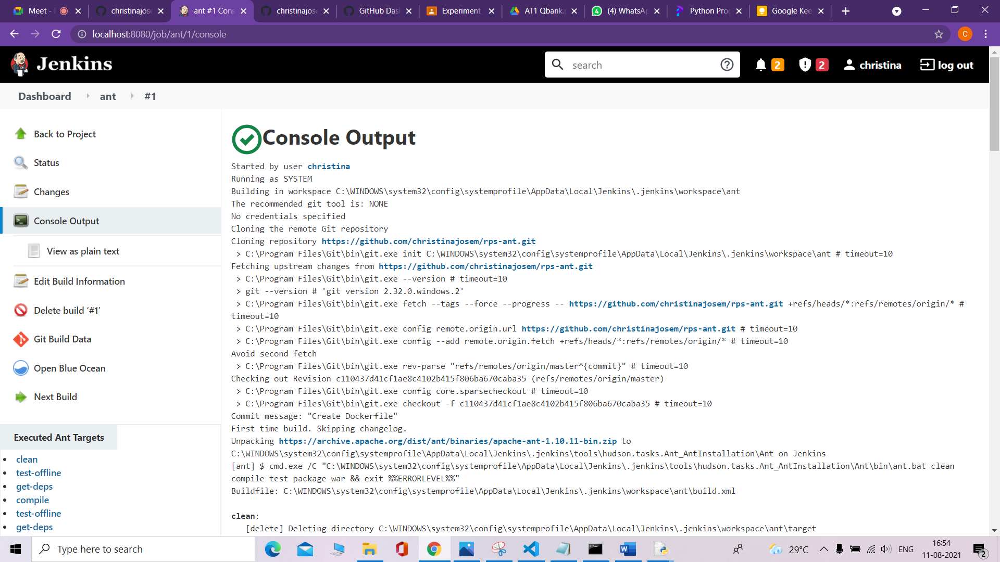 Meet -
christinajose
ant #1 Cons
christinajose
GitHub Das
Experiment
AT1 Qbank.p
(4) WhatsAp
Python Prog
Google Kee
localhost:8080/job/ant/1/console
C
Jenkins
search
2
2
christina
log out
Dashboard
ant
#1
Back to Project
Status
Changes
Console Output
View as plain text
Edit Build Information
Delete build ‘#1’
Git Build Data
Open Blue Ocean
Next Build
Executed Ant Targets
clean
test-offline
get-deps
compile
test-offline
get-deps
Console Output
Started by user christina
Running as SYSTEM
Building in workspace C:\WINDOWS\system32\config\systemprofile\AppData\Local\Jenkins\.jenkins\workspace\ant
The recommended git tool is: NONE
No credentials specified
Cloning the remote Git repository
Cloning repository https://github.com/christinajosem/rps-ant.git
> C:\Program Files\Git\bin\git.exe init C:\WINDOWS\system32\config\systemprofile\AppData\Local\Jenkins\.jenkins\workspace\ant # timeout=10
Fetching upstream changes from https://github.com/christinajosem/rps-ant.git
> C:\Program Files\Git\bin\git.exe --version # timeout=10
> git --version # 'git version 2.32.0.windows.2'
> C:\Program Files\Git\bin\git.exe fetch --tags --force --progress -- https://github.com/christinajosem/rps-ant.git +refs/heads/*:refs/remotes/origin/* #
timeout=10
> C:\Program Files\Git\bin\git.exe config remote.origin.url https://github.com/christinajosem/rps-ant.git # timeout=10
> C:\Program Files\Git\bin\git.exe config --add remote.origin.fetch +refs/heads/*:refs/remotes/origin/* # timeout=10
Avoid second fetch
> C:\Program Files\Git\bin\git.exe rev-parse "refs/remotes/origin/master^{commit}" # timeout=10
Checking out Revision c110437d41cf1ae8c4102b415f806ba670caba35 (refs/remotes/origin/master)
> C:\Program Files\Git\bin\git.exe config core.sparsecheckout # timeout=10
> C:\Program Files\Git\bin\git.exe checkout -f c110437d41cf1ae8c4102b415f806ba670caba35 # timeout=10
Commit message: "Create Dockerfile"
First time build. Skipping changelog.
Unpacking https://archive.apache.org/dist/ant/binaries/apache-ant-1.10.11-bin.zip to
C:\WINDOWS\system32\config\systemprofile\AppData\Local\Jenkins\.jenkins\tools\hudson.tasks.Ant_AntInstallation\Ant on Jenkins
[ant] $ cmd.exe /C "C:\WINDOWS\system32\config\systemprofile\AppData\Local\Jenkins\.jenkins\tools\hudson.tasks.Ant_AntInstallation\Ant\bin\ant.bat clean
compile test package war && exit %%ERRORLEVEL%%"
Buildfile: C:\WINDOWS\system32\config\systemprofile\AppData\Local\Jenkins\.jenkins\workspace\ant\build.xml
clean:
[delete] Deleting directory C:\WINDOWS\system32\config\systemprofile\AppData\Local\Jenkins\.jenkins\workspace\ant\target
Type here to search
29°C
ENG
16:54
11-08-2021
2